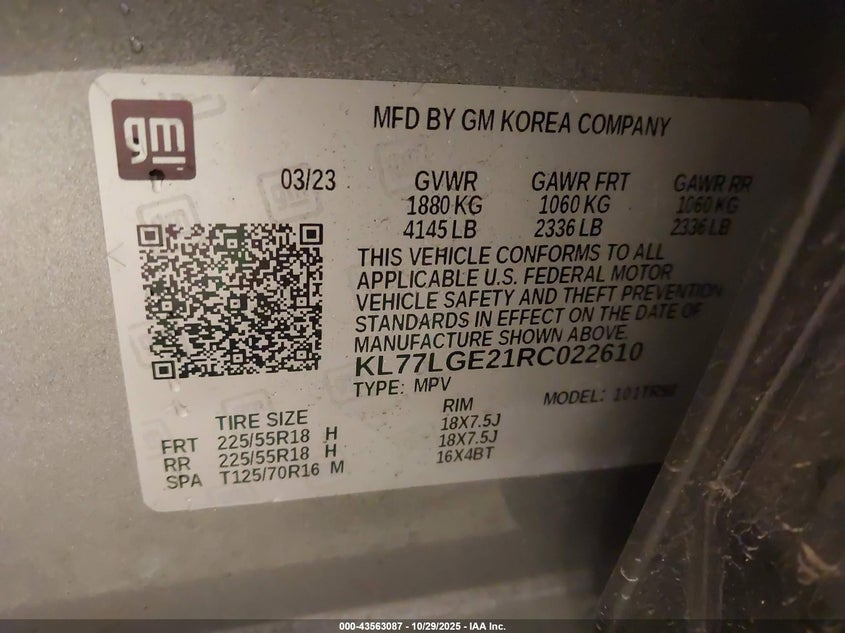 gm
MFD BY GM KOREA COMPANY
03/23 GVWR GAWR FRT GAWR RR
1880 KG 1060 KG 1060 KG
4145 LB 2336 LB 2336 LB
THIS VEHICLE CONFORMS TO ALL
APPLICABLE U.S. FEDERAL MOTOR
VEHICLE SAFETY AND THEFT PREVENTION
STANDARDS IN EFFECT ON THE DATE OF
MANUFACTURE SHOWN ABOVE.
KL77LGE21RC022610
TYPE: MPV MODEL:
TIRE SIZE RIM
FRT 225/55R18 H 18X7.5J
RR 225/55R18 H 18X7.5J
SPA T125/70R16 M 16X4BT
000-43563087 - 10/29/2025 - IAA Inc.